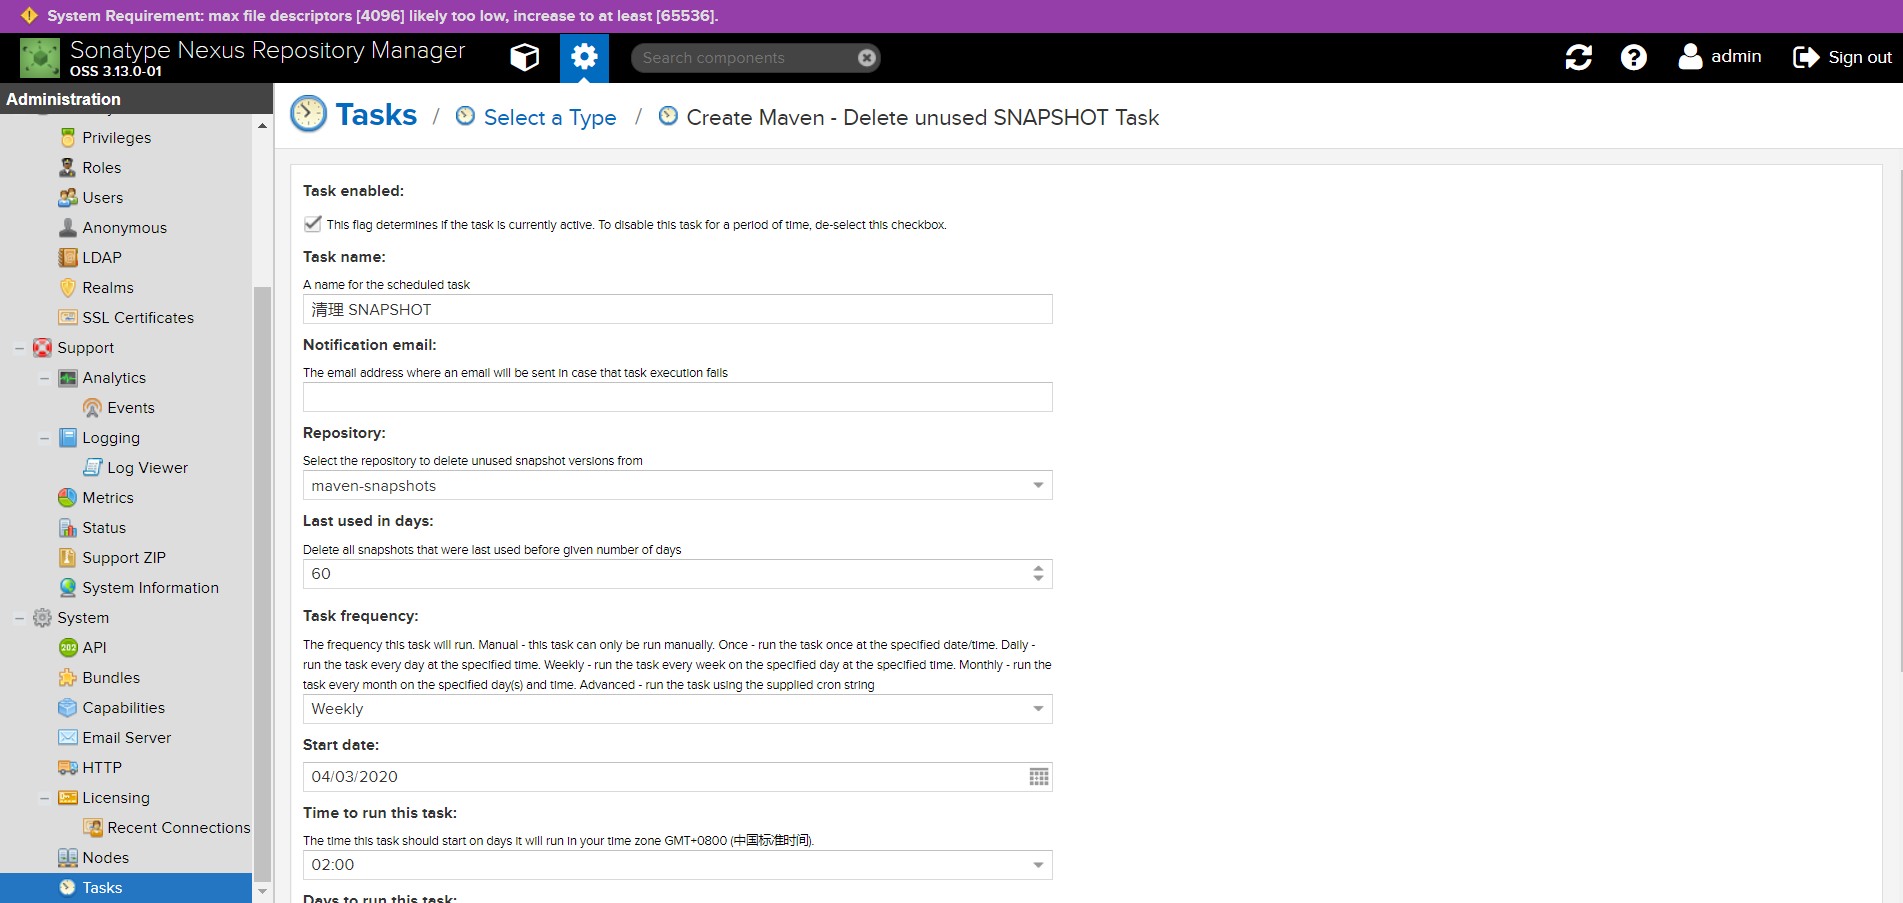 System Requirement: max file descriptors [4096] likely too low, increase to at least [65536].
Sonatype Nexus Repository Manager
OSS 3.13.0-01
Search components
admin
Sign out
Administration
Privileges
Roles
Users
Anonymous
LDAP
Realms
SSL Certificates
Support
Analytics
Events
Logging
Log Viewer
Metrics
Status
Support ZIP
System Information
System
API
Bundles
Capabilities
Email Server
HTTP
Licensing
Recent Connections
Nodes
Tasks
Tasks / Select a Type / Create Maven - Delete unused SNAPSHOT Task
Task enabled:
This flag determines if the task is currently active. To disable this task for a period of time, de-select this checkbox.
Task name:
A name for the scheduled task
清理 SNAPSHOT
Notification email:
The email address where an email will be sent in case that task execution fails
Repository:
Select the repository to delete unused snapshot versions from
maven-snapshots
Last used in days:
Delete all snapshots that were last used before given number of days
60
Task frequency:
The frequency this task will run. Manual - this task can only be run manually. Once - run the task once at the specified date/time. Daily -
run the task every day at the specified time. Weekly - run the task every week on the specified day at the specified time. Monthly - run the
task every month on the specified day(s) and time. Advanced - run the task using the supplied cron string
Weekly
Start date:
04/03/2020
Time to run this task:
The time this task should start on days it will run in your time zone GMT+0800 (中国标准时间).
02:00
Days to run this task: